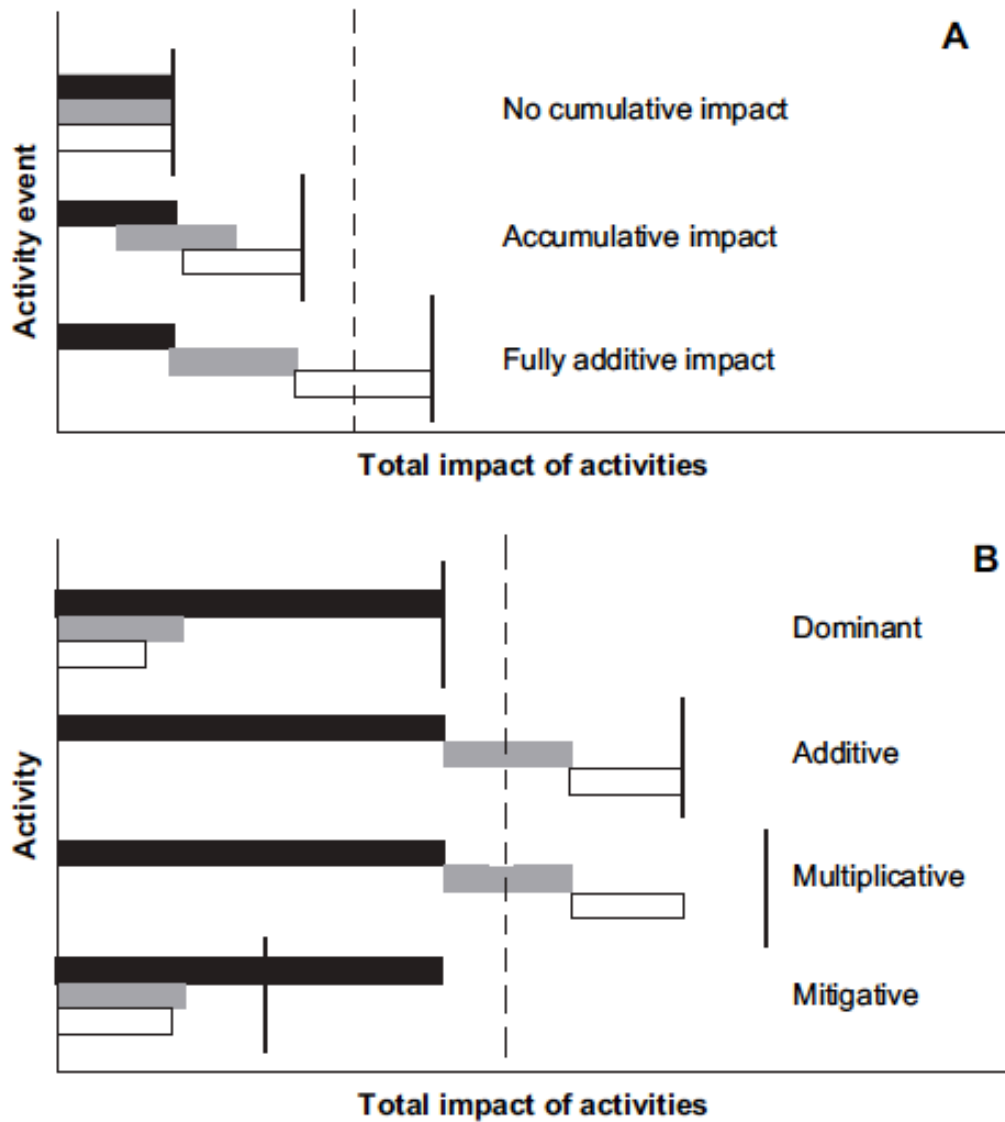 A
No cumulative impact
Accumulative impact
Fully additive impact
Activity event
Total impact of activities
B
Dominant
Additive
Multiplicative
Mitigative
Activity
Total impact of activities